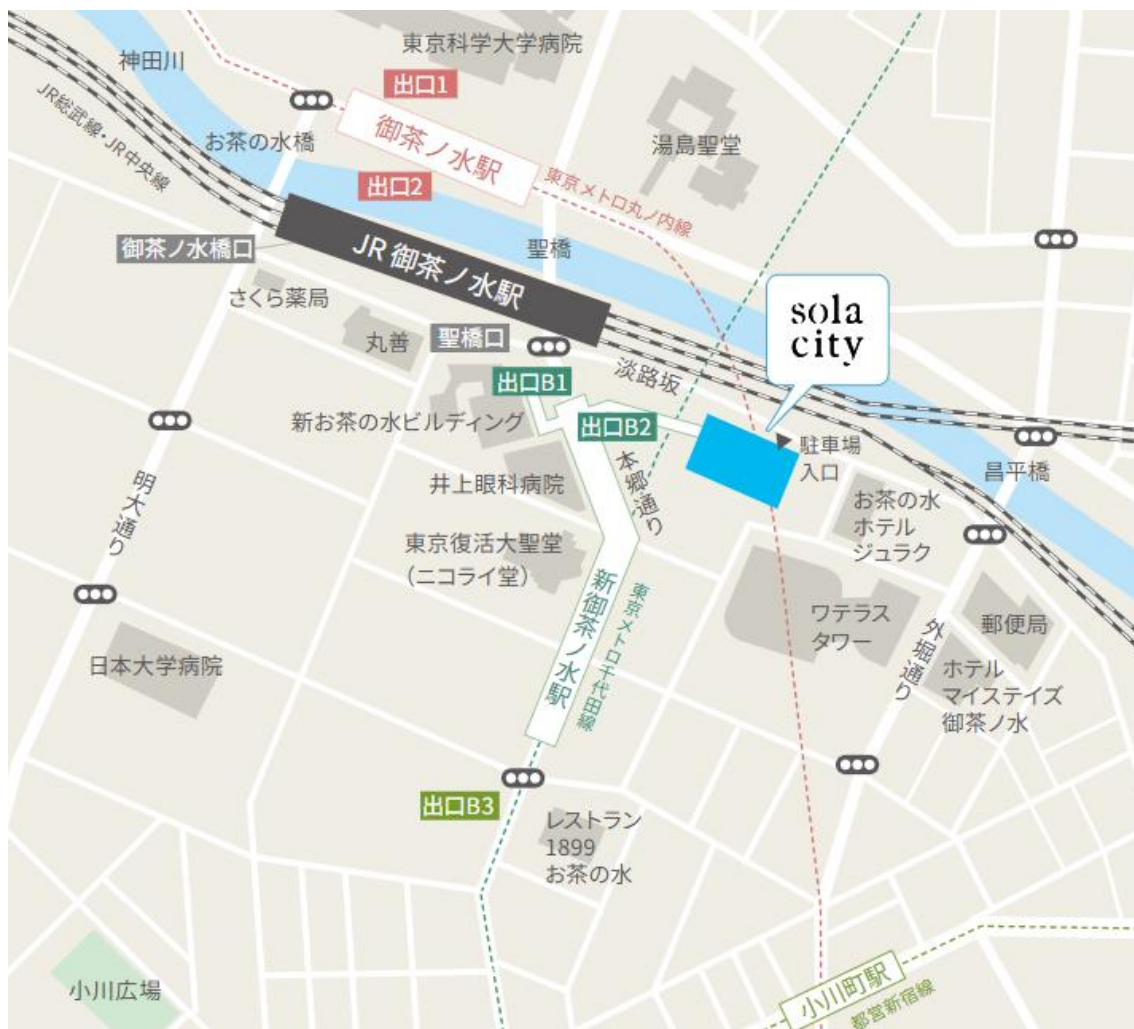 東京科学大学病院
神田川
出口1
JR総武線・JR中央線
お茶の水橋
御茶ノ水駅
湯島聖堂
出口2
東京メトロ丸ノ内線
御茶ノ水橋口
JR 御茶ノ水駅
聖橋
さくら薬局
sola
city
丸善
聖橋口
淡路坂
出口B1
新お茶の水ビルディング
出口B2
本郷通り
駐車場
入口
昌平橋
井上眼科病院
明大通り
お茶の水
ホテル
ジュラク
東京復活大聖堂
（ニコライ堂）
新御茶ノ水駅
東京メトロ千代田線
ワテラス
タワー
外堀通り
郵便局
日本大学病院
ホテル
マイステイズ
御茶ノ水
出口B3
レストラン
1899
お茶の水
小川広場
小川町駅
都営新宿線